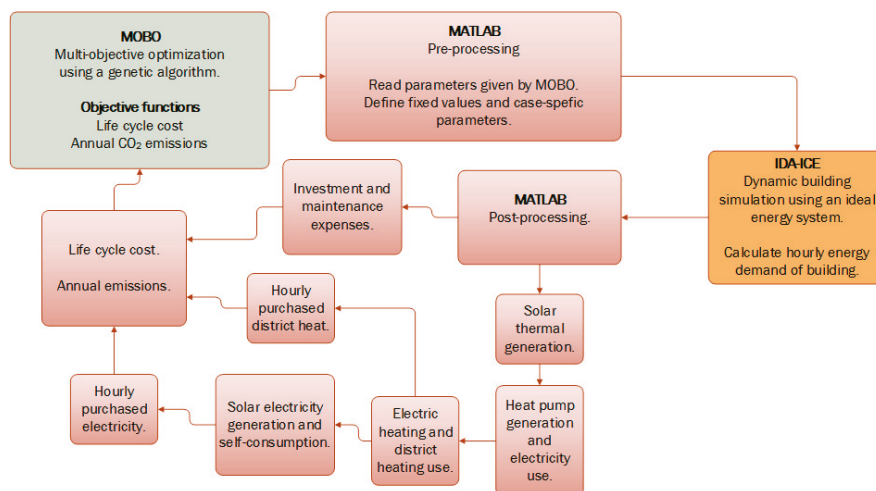 MOBO
Multi-objective optimization
using a genetic algorithm.
Objective functions
Life cycle cost
Annual CO₂ emissions
MATLAB
Pre-processing
Read parameters given by MOBO.
Define fixed values and case-spefic
parameters.
IDA-ICE
Dynamic building
simulation using an ideal
energy system.
Calculate hourly energy
demand of building.
MATLAB
Post-processing.
Investment and
maintenance
expenses.
Life cycle cost.
Annual emissions.
Hourly
purchased
district heat.
Solar
thermal
generation.
Heat pump
generation
and
electricity
use.
Electric
heating and
district
heating use.
Solar electricity
generation and
self-consumption.
Hourly
purchased
electricity.